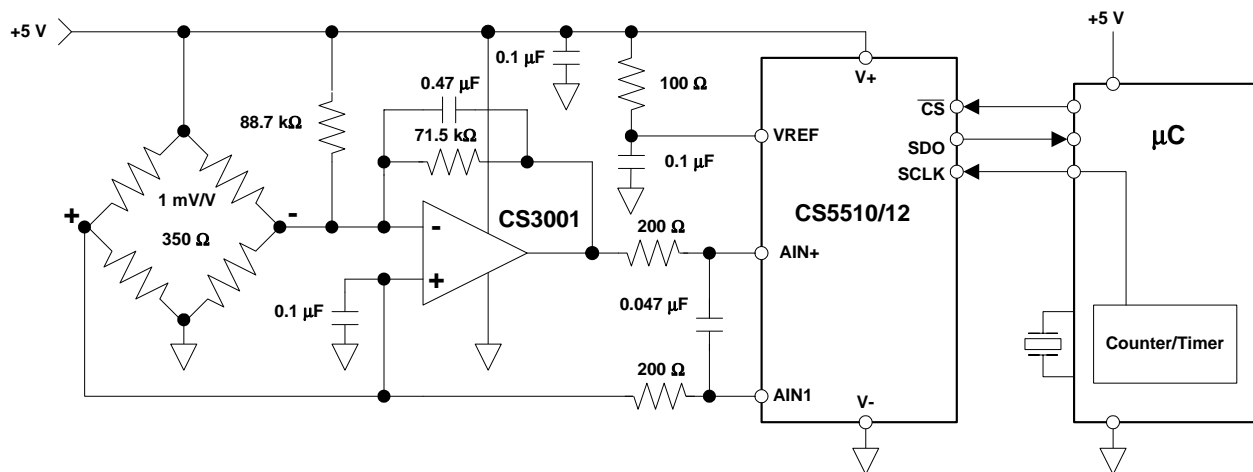 +5 V
+5 V
0.1 µF
V+
0.47 µF
100 Ω
CS
88.7 kΩ
71.5 kΩ
VREF
SDO
µC
0.1 µF
SCLK
1 mV/V
+
-
-
CS3001
CS5510/12
350 Ω
200 Ω
AIN+
+
0.1 µF
0.047 µF
Counter/Timer
200 Ω
AIN1
V-